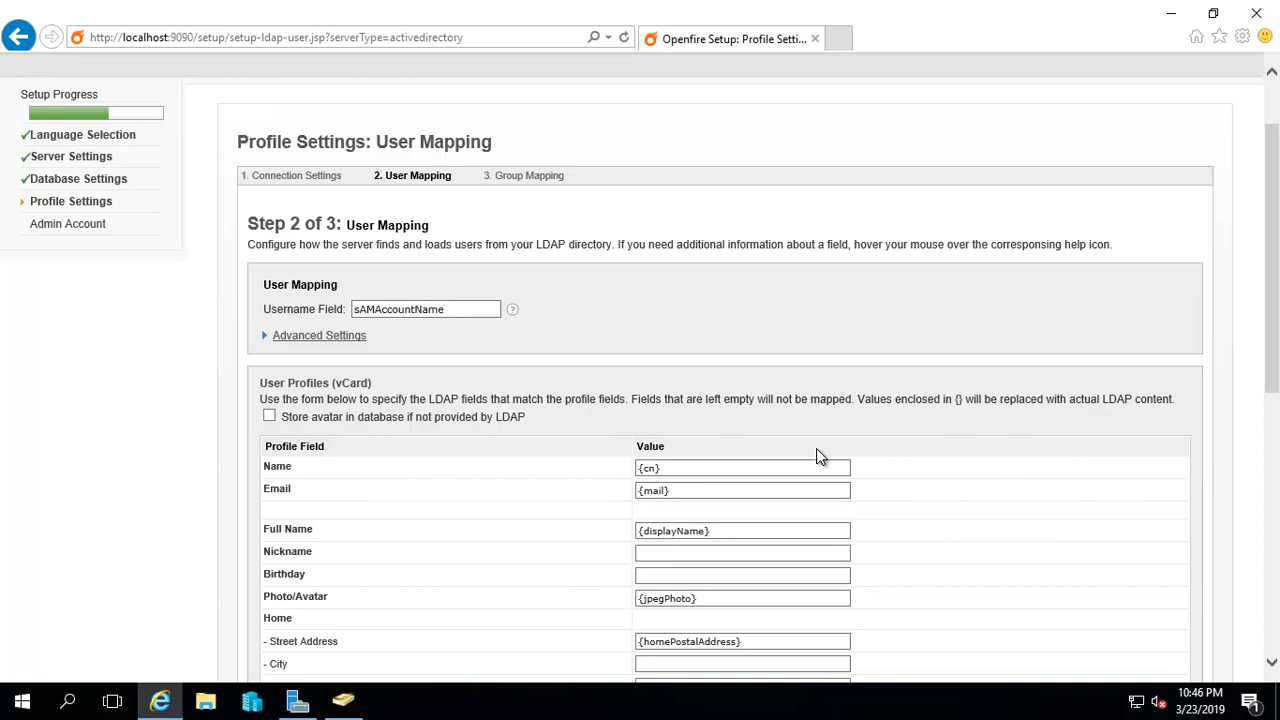 http://localhost:9090/setup/setup-ldap-user.jsp?serverType=activedirectory
Openfire Setup: Profile Setti...
Setup Progress
Language Selection
Server Settings
Database Settings
Profile Settings
Admin Account
Profile Settings: User Mapping
1. Connection Settings 2. User Mapping 3. Group Mapping
Step 2 of 3: User Mapping
Configure how the server finds and loads users from your LDAP directory. If you need additional information about a field, hover your mouse over the corresponding help icon.
User Mapping
Username Field: sAMAccountName ?
Advanced Settings
User Profiles (vCard)
Use the form below to specify the LDAP fields that match the profile fields. Fields that are left empty will not be mapped. Values enclosed in {} will be replaced with actual LDAP content.
Store avatar in database if not provided by LDAP
Profile Field Value
Name {cn}
Email {mail}
Full Name {displayName}
Nickname
Birthday
Photo/Avatar {jpegPhoto}
Home
- Street Address {homePostalAddress}
- City
10:46 PM
3/23/2019
1